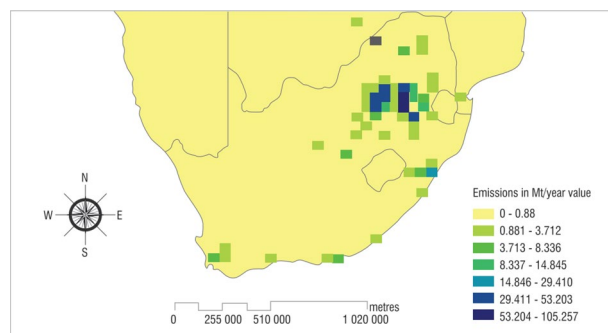 N
W E
S
metres
0 255 000 510 000 1 020 000
Emissions in Mt/year value
0 - 0.88
0.881 - 3.712
3.713 - 8.336
8.337 - 14.845
14.846 - 29.410
29.411 - 53.203
53.204 - 105.257